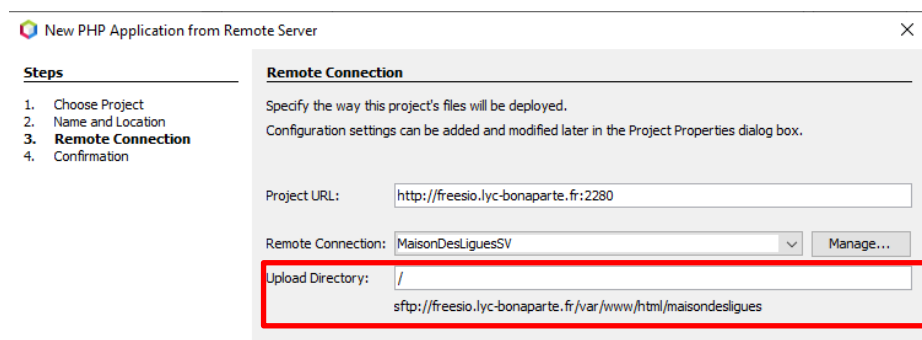 New PHP Application from Remote Server
Steps
1. Choose Project
2. Name and Location
3. Remote Connection
4. Confirmation
Remote Connection
Specify the way this project's files will be deployed.
Configuration settings can be added and modified later in the Project Properties dialog box.
Project URL: http://freesio.lyc-bonaparte.fr:2280
Remote Connection: MaisonDesLiguesSV Manage...
Upload Directory: /
sftp://freesio.lyc-bonaparte.fr/var/www/html/maisondesligues